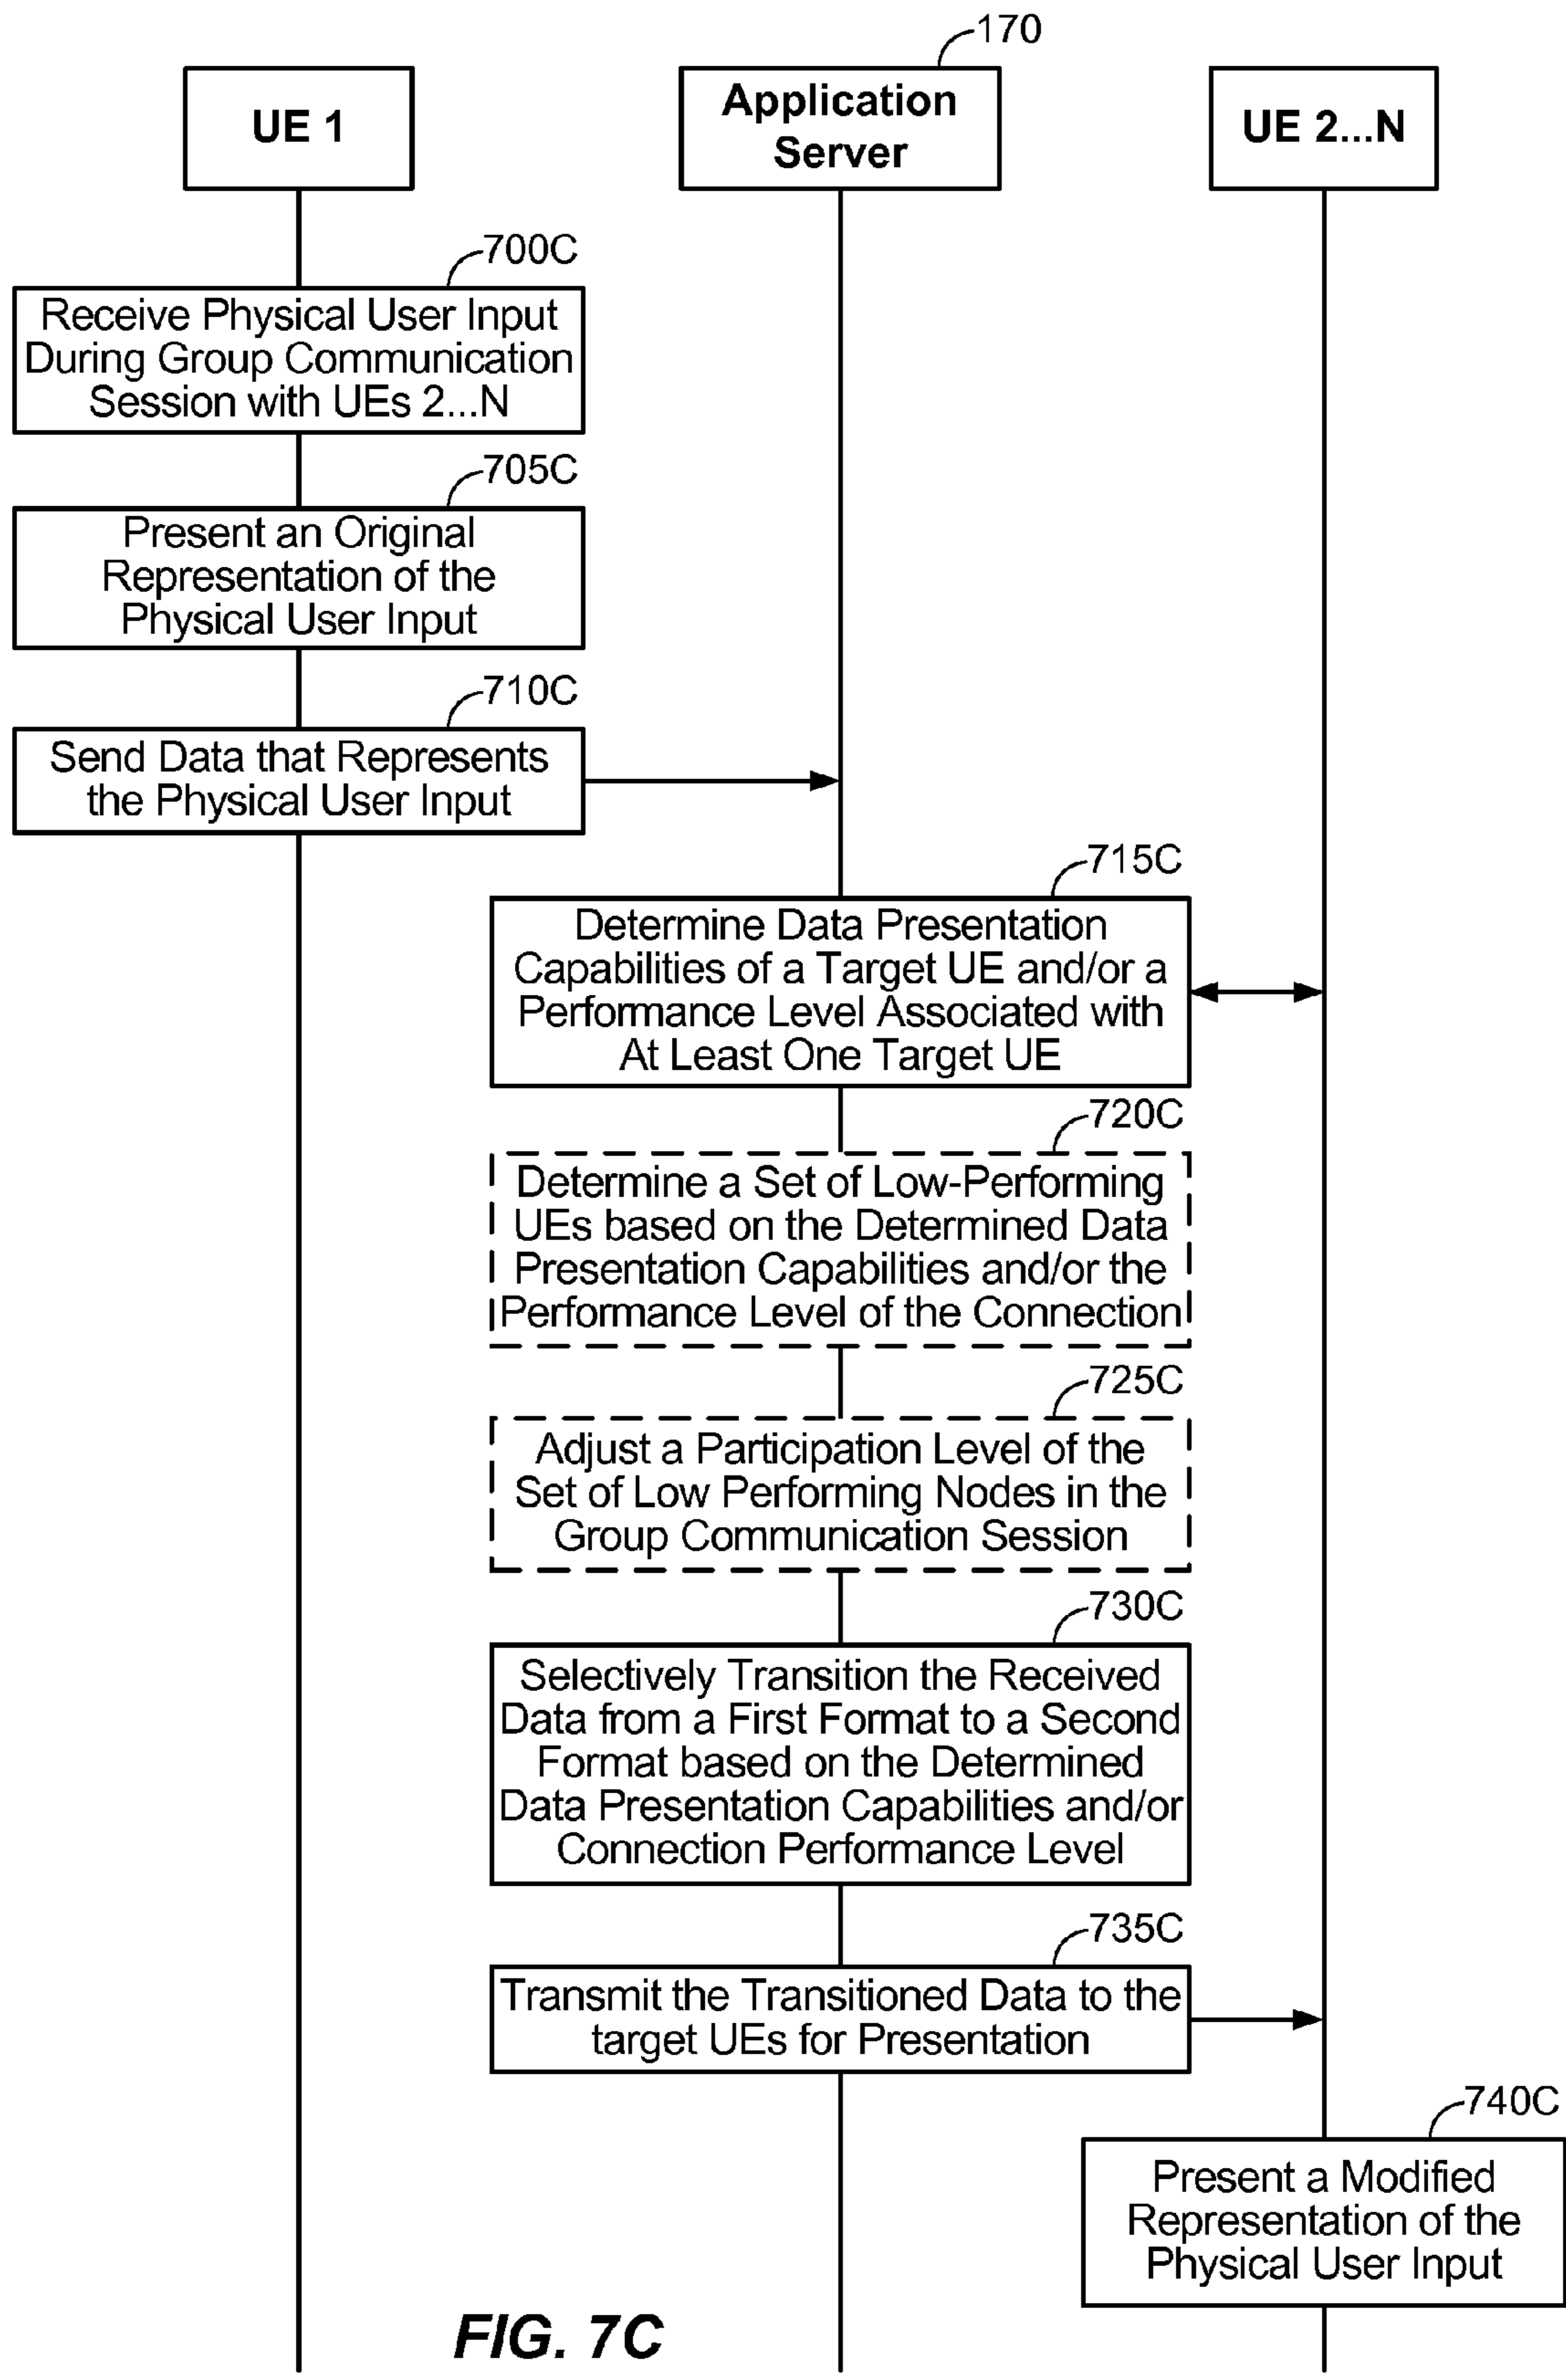 170
UE 1
Application
Server
UE 2...N
700C
Receive Physical User Input
During Group Communication
Session with UEs 2...N
705C
Present an Original
Representation of the
Physical User Input
710C
Send Data that Represents
the Physical User Input
715C
Determine Data Presentation
Capabilities of a Target UE and/or a
Performance Level Associated with
At Least One Target UE
720C
Determine a Set of Low-Performing
UEs based on the Determined Data
Presentation Capabilities and/or the
Performance Level of the Connection
725C
Adjust a Participation Level of the
Set of Low Performing Nodes in the
Group Communication Session
730C
Selectively Transition the Received
Data from a First Format to a Second
Format based on the Determined
Data Presentation Capabilities and/or
Connection Performance Level
735C
Transmit the Transitioned Data to the
target UEs for Presentation
740C
Present a Modified
Representation of the
Physical User Input
FIG. 7C